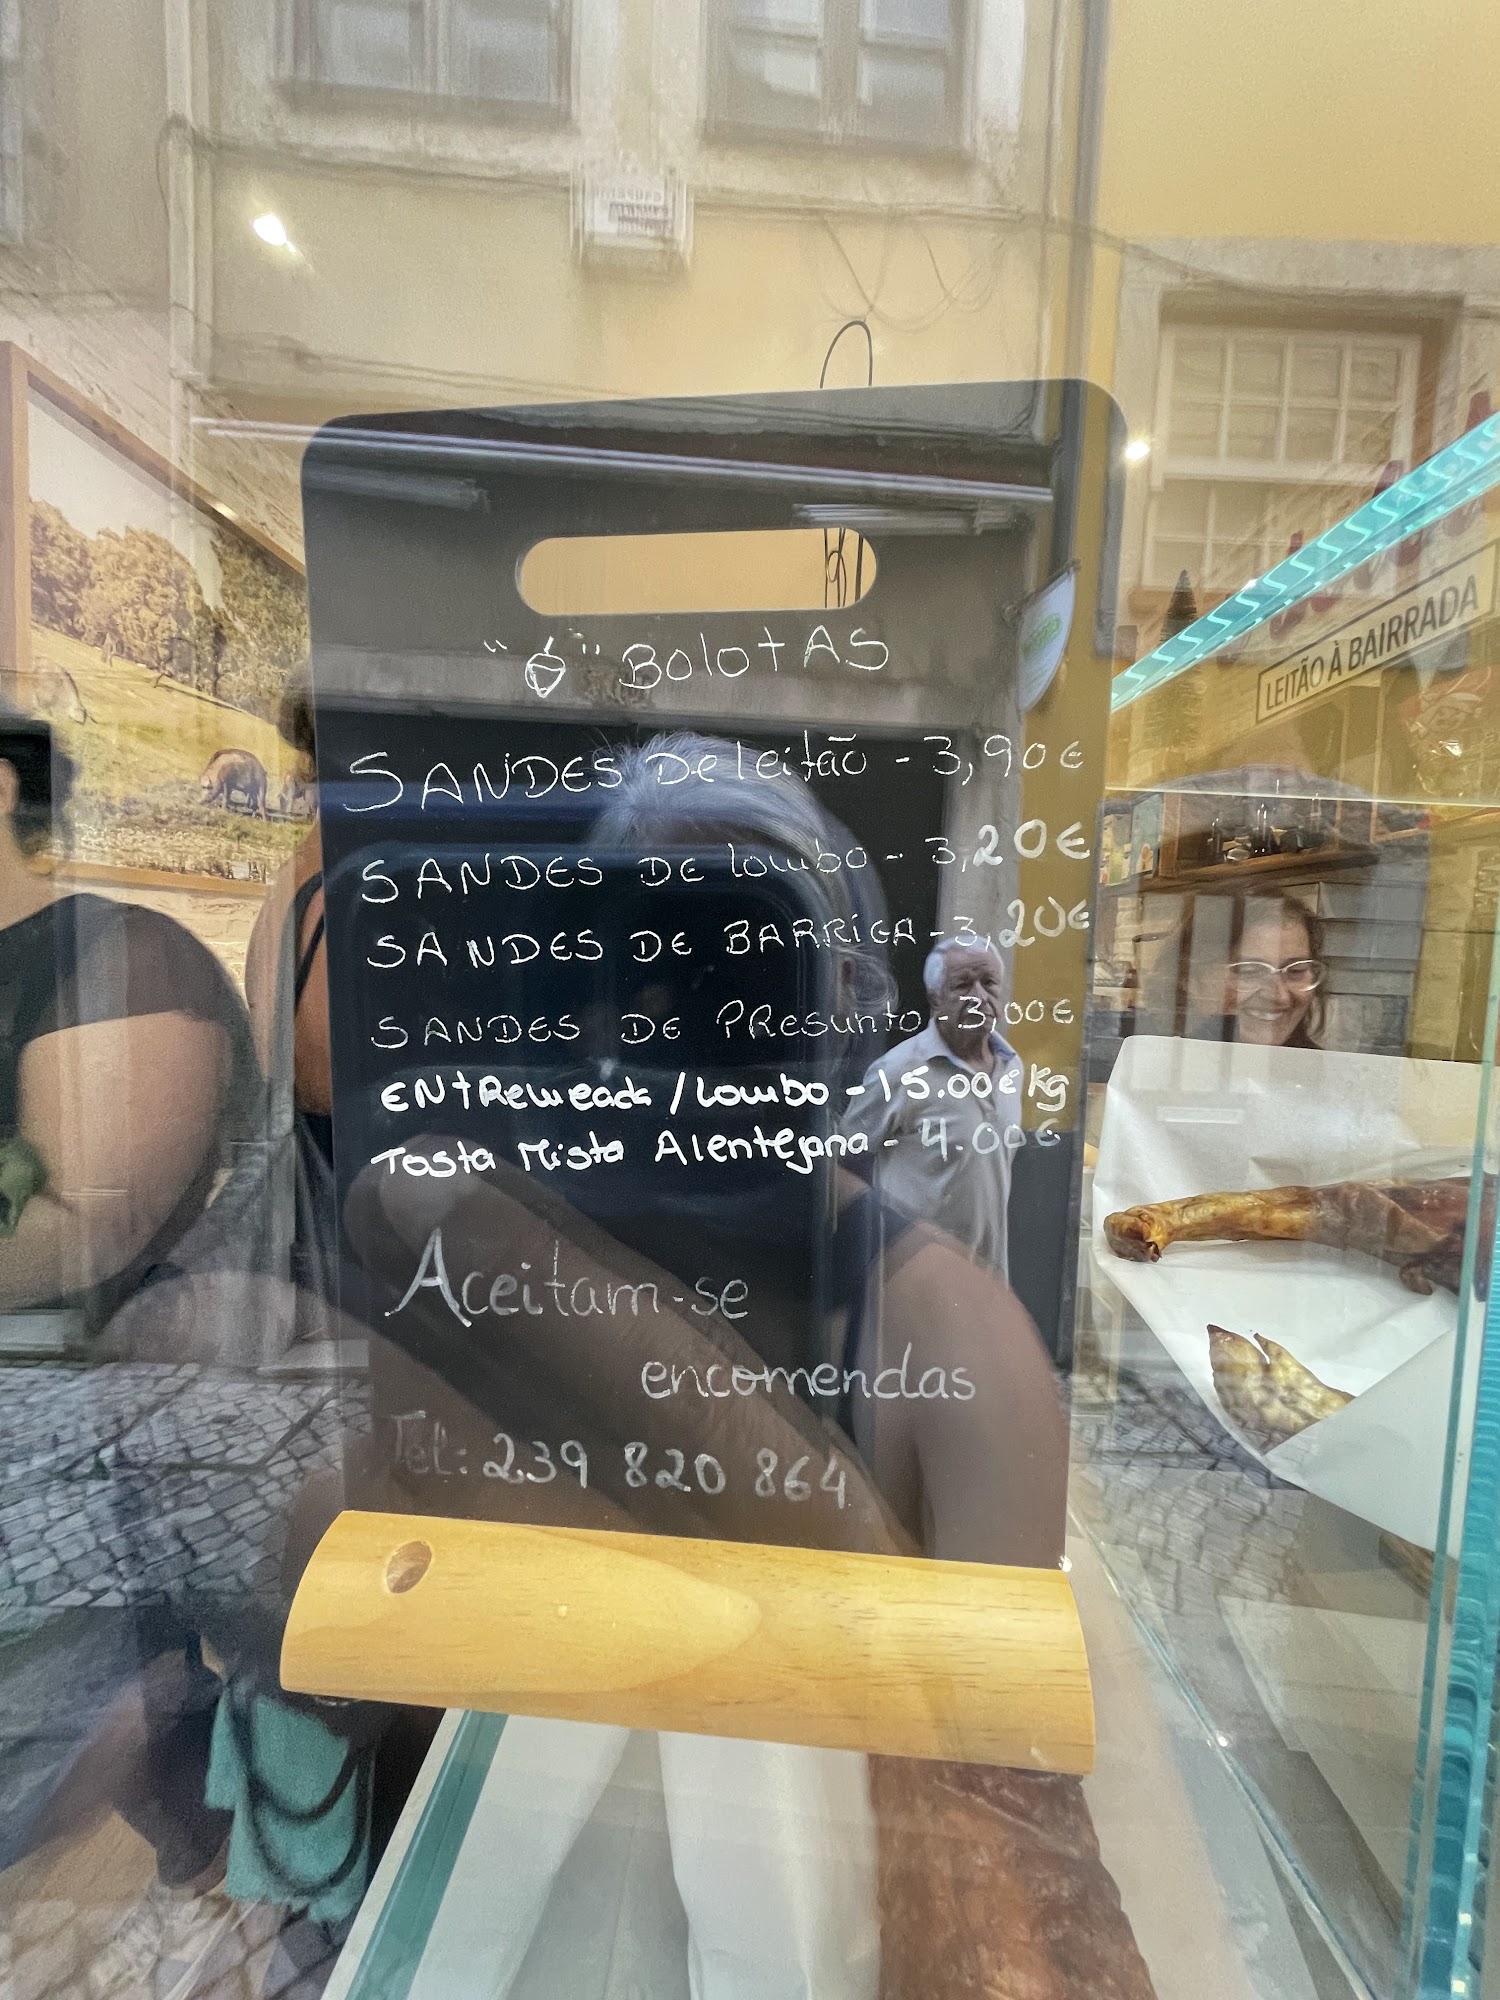 " " BolotAS
SANDES De leitão - 3,90€
SANDES DE lombo - 3,20€
SANDES DE BARRiGA - 3,20€
SANDES DE PResunto - 3,00€
ENtRemeada / lombo - 15.00€ Kg
Tosta Mista Alentejana - 4.00€
Aceitam-se
encomendas
Tel: 239 820 864
LEITÃO À BAIRRADA